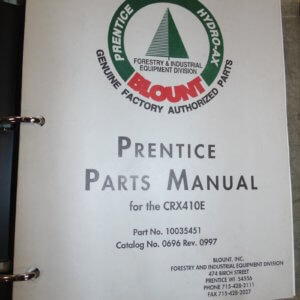 PRENTICE HYDRO-AX
FORESTRY & INDUSTRIAL
EQUIPMENT DIVISION
BLOUNT
GENUINE FACTORY AUTHORIZED PARTS
PRENTICE
PARTS MANUAL
for the CRX410E
Part No. 10035451
Catalog No. 0696 Rev. 0997
BLOUNT, INC.
FORESTRY AND INDUSTRIAL EQUIPMENT DIVISION
474 BIRCH STREET
PRENTICE WI 54556
PHONE 715-428-2111
FAX 715-428-2027